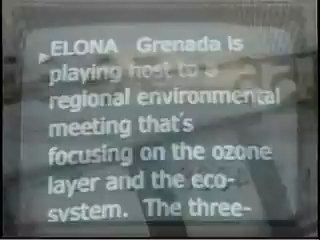 ELONA Grenada is
playing host to a
regional environmental
meeting that's
focusing on the ozone
layer and the eco-
system. The three-